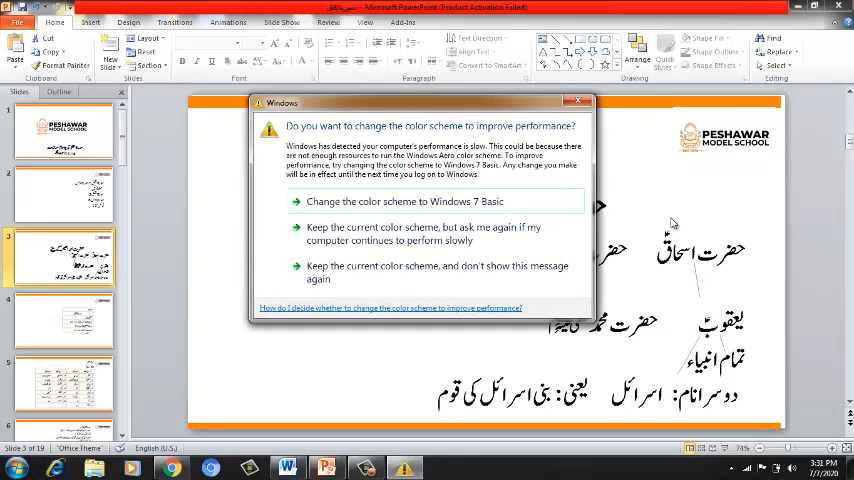 Microsoft PowerPoint (Product Activation Failed)
File Home Insert Design Transitions Animations Slide Show Review View Add-Ins
Cut
Copy
Format Painter
Paste
Clipboard
New Slide
Layout
Reset
Section
Slides
Paragraph
Text Direction
Align Text
Convert to SmartArt
Arrange
Drawing
Shape Fill
Shape Outline
Shape Effects
Find
Replace
Select
Editing
Slides Outline
1
2
3
4
5
6
Windows
Do you want to change the color scheme to improve performance?
Windows has detected your computer's performance is slow. This could be because there
are not enough resources to run the Windows Aero color scheme. To improve
performance, try changing the color scheme to Windows 7 Basic. Any change you make
will be in effect until the next time you log on to Windows.
Change the color scheme to Windows 7 Basic
Keep the current color scheme, but ask me again if my
computer continues to perform slowly
Keep the current color scheme, and don't show this message
again
How do I decide whether to change the color scheme to improve performance?
PESHAWAR
MODEL SCHOOL
حضرت اسحاقؑ
یعقوبؑ حضرت محمد
تمام انبیاء
دوسرا نام: اسرائل یعنی: بنی اسرائل کی قوم
Slide 3 of 19 "Office Theme" English (U.S.) 74%
3:31 PM
7/7/2020